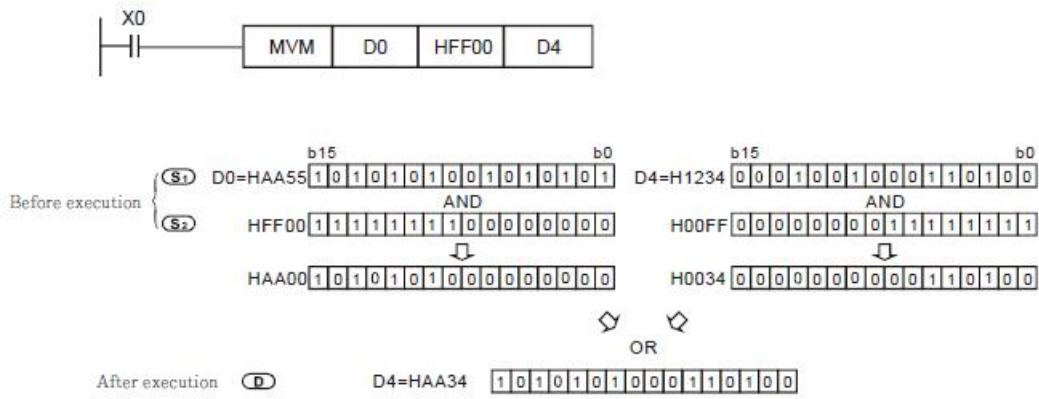 X0
MVM D0 HFF00 D4
b15 b0 b15 b0
S1 D0=HAA55 1 0 1 0 1 0 1 0 0 1 0 1 0 1 0 1 D4=H1234 0 0 0 1 0 0 1 0 0 0 1 1 0 1 0 0
Before execution AND AND
S2 HFF00 1 1 1 1 1 1 1 1 0 0 0 0 0 0 0 0 H00FF 0 0 0 0 0 0 0 0 1 1 1 1 1 1 1 1
HAA00 1 0 1 0 1 0 1 0 0 0 0 0 0 0 0 0 H0034 0 0 0 0 0 0 0 0 0 0 1 1 0 1 0 0
OR
After execution D D4=HAA34 1 0 1 0 1 0 1 0 0 0 1 1 0 1 0 0